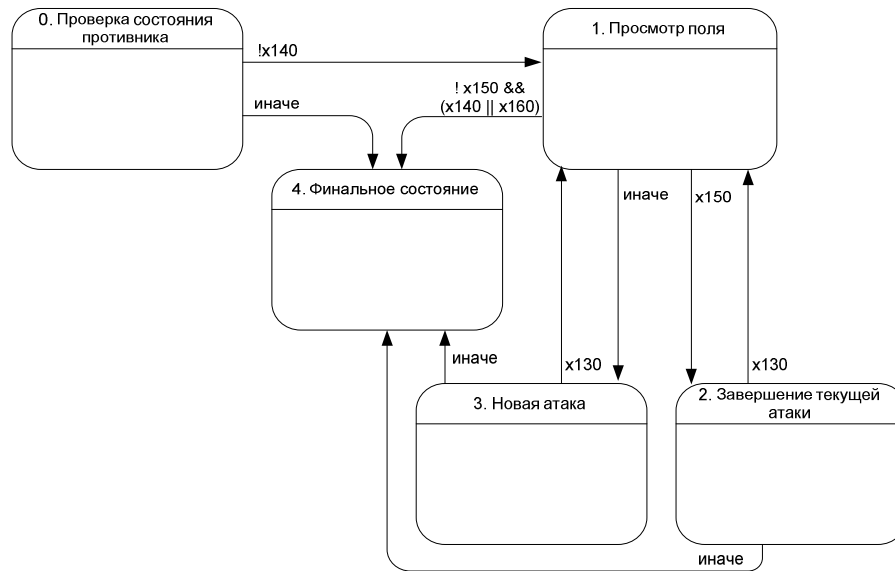 0. Проверка состояния
противника
1. Просмотр поля
!x140
! x150 &&
(x140 || x160)
иначе
4. Финальное состояние
иначе
x150
иначе
x130
x130
3. Новая атака
2. Завершение текущей
атаки
иначе